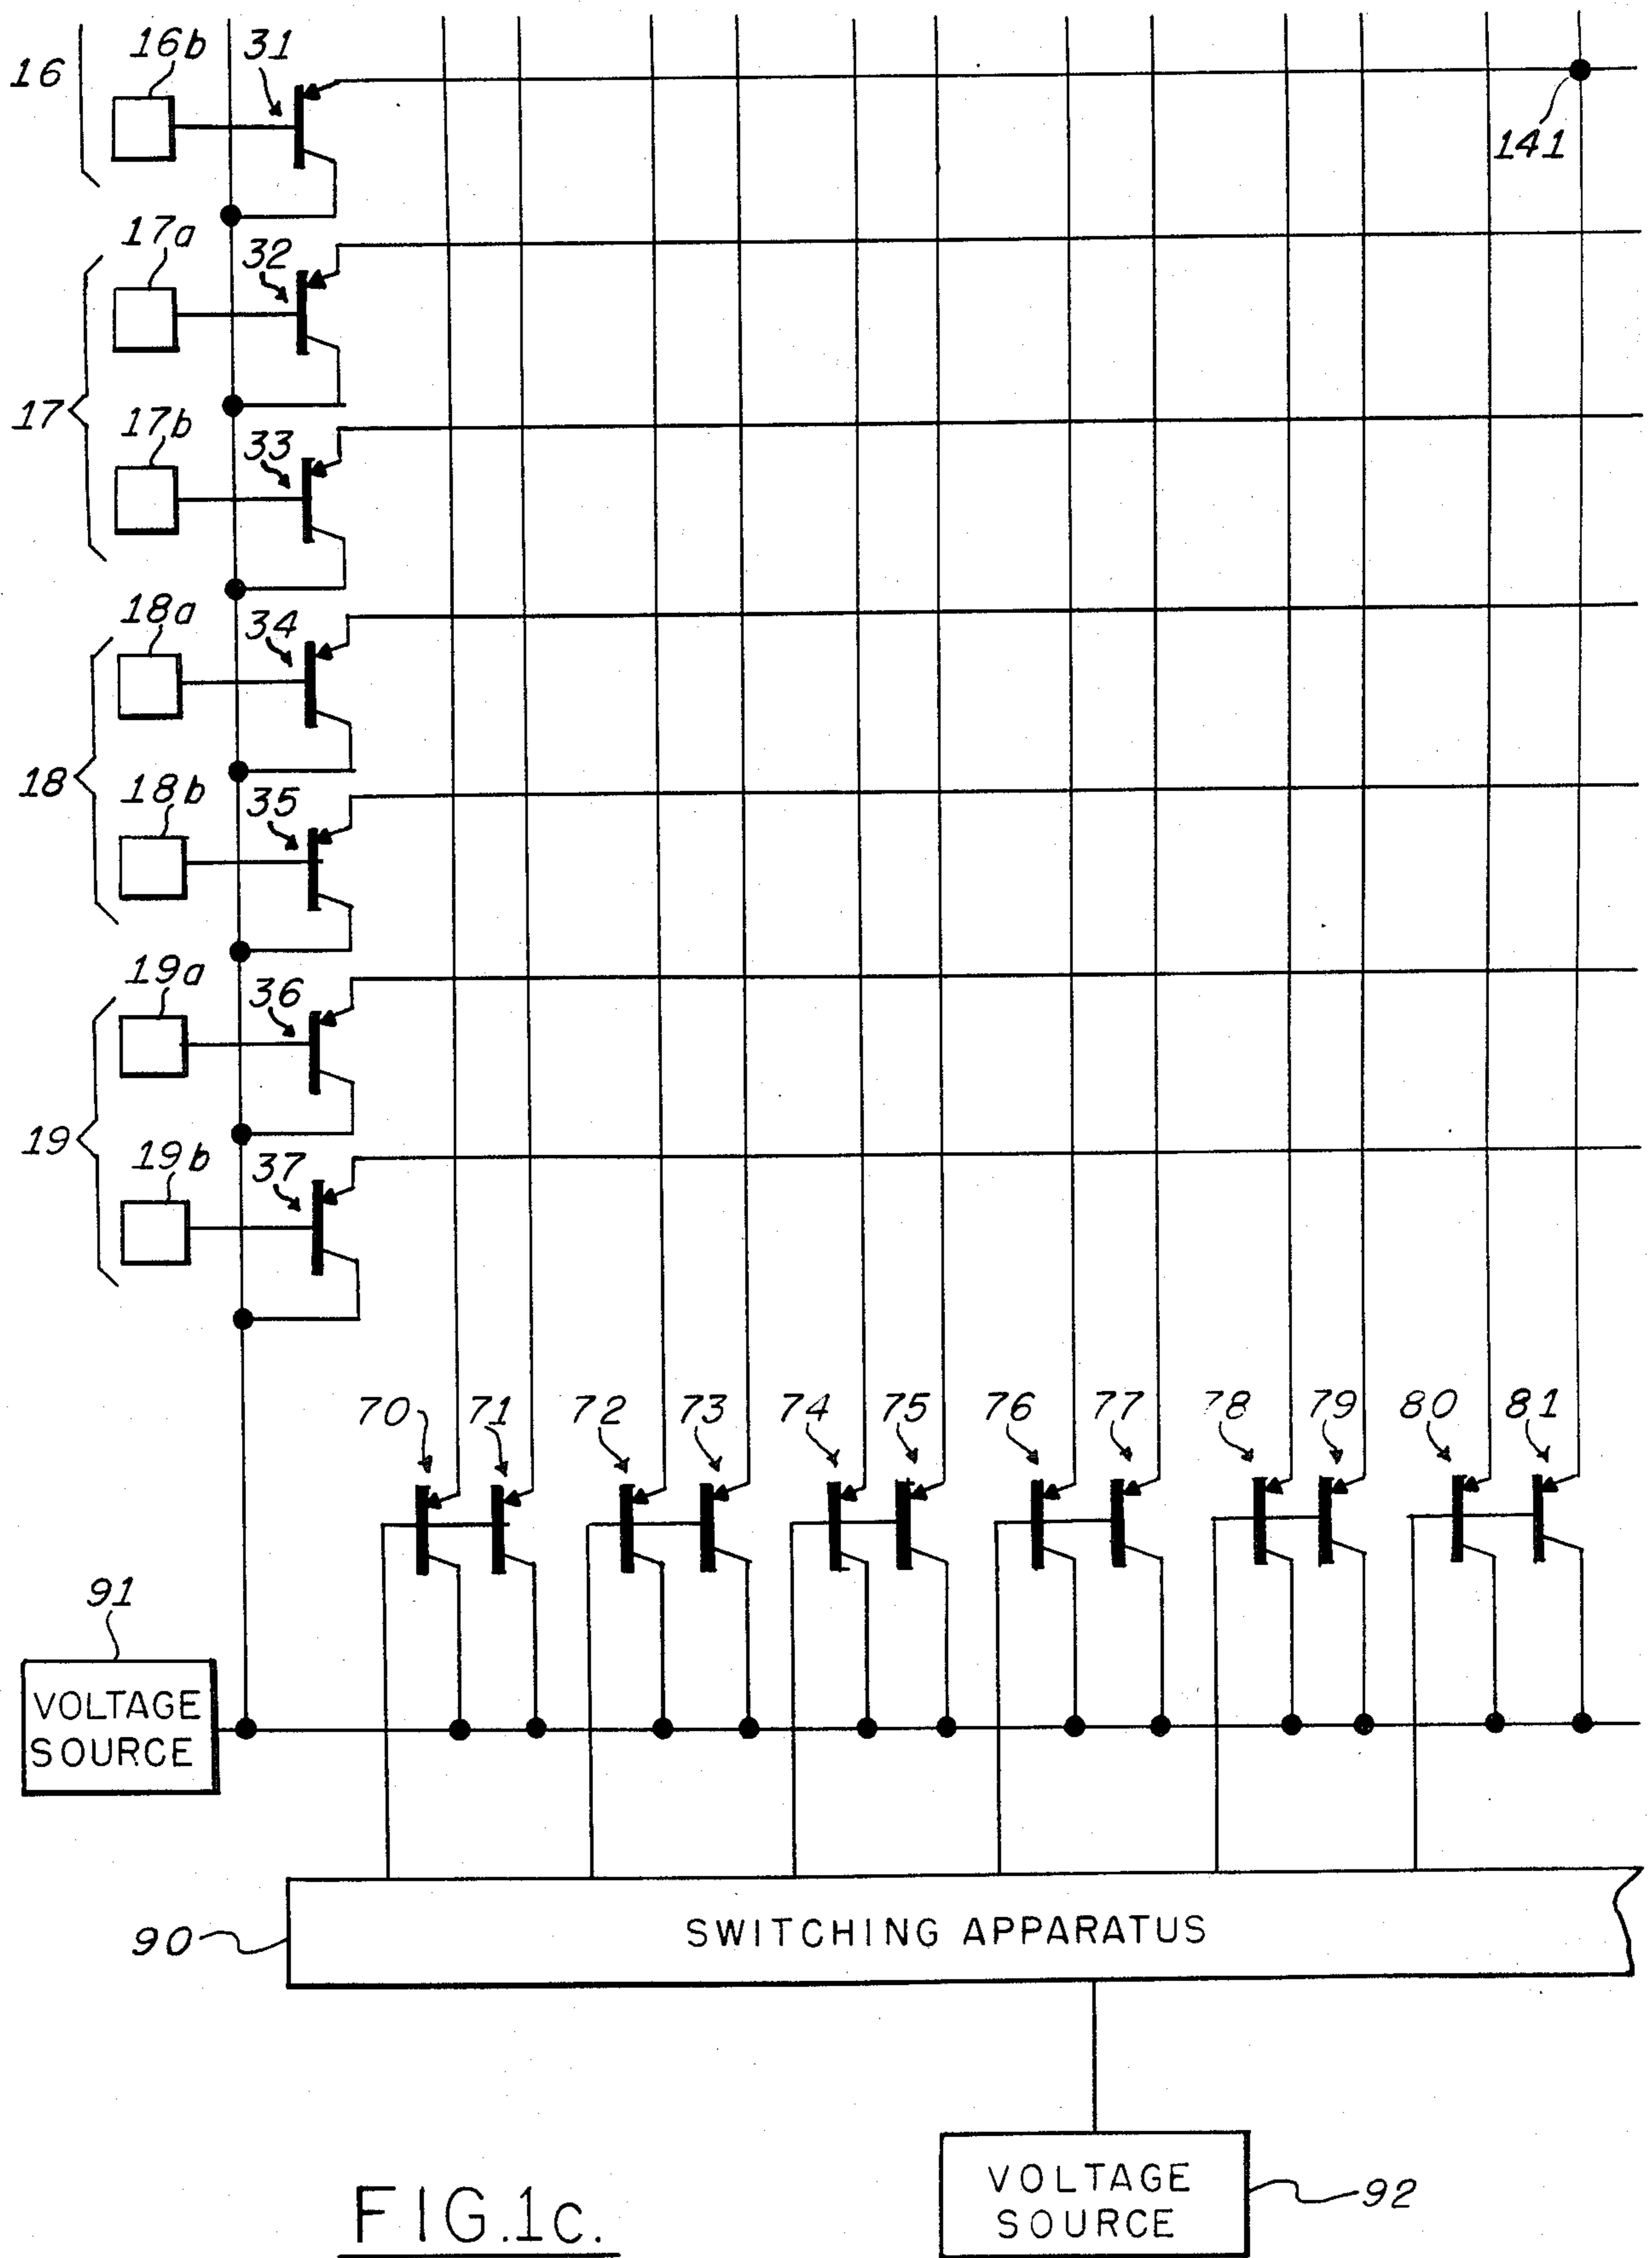 16
16b
31
141
17a
32
17
17b
33
18a
34
18
18b
35
19a
36
19
19b
37
70
71
72
73
74
75
76
77
78
79
80
81
91
VOLTAGE
SOURCE
90
SWITCHING APPARATUS
VOLTAGE
SOURCE
92
FIG.1c.